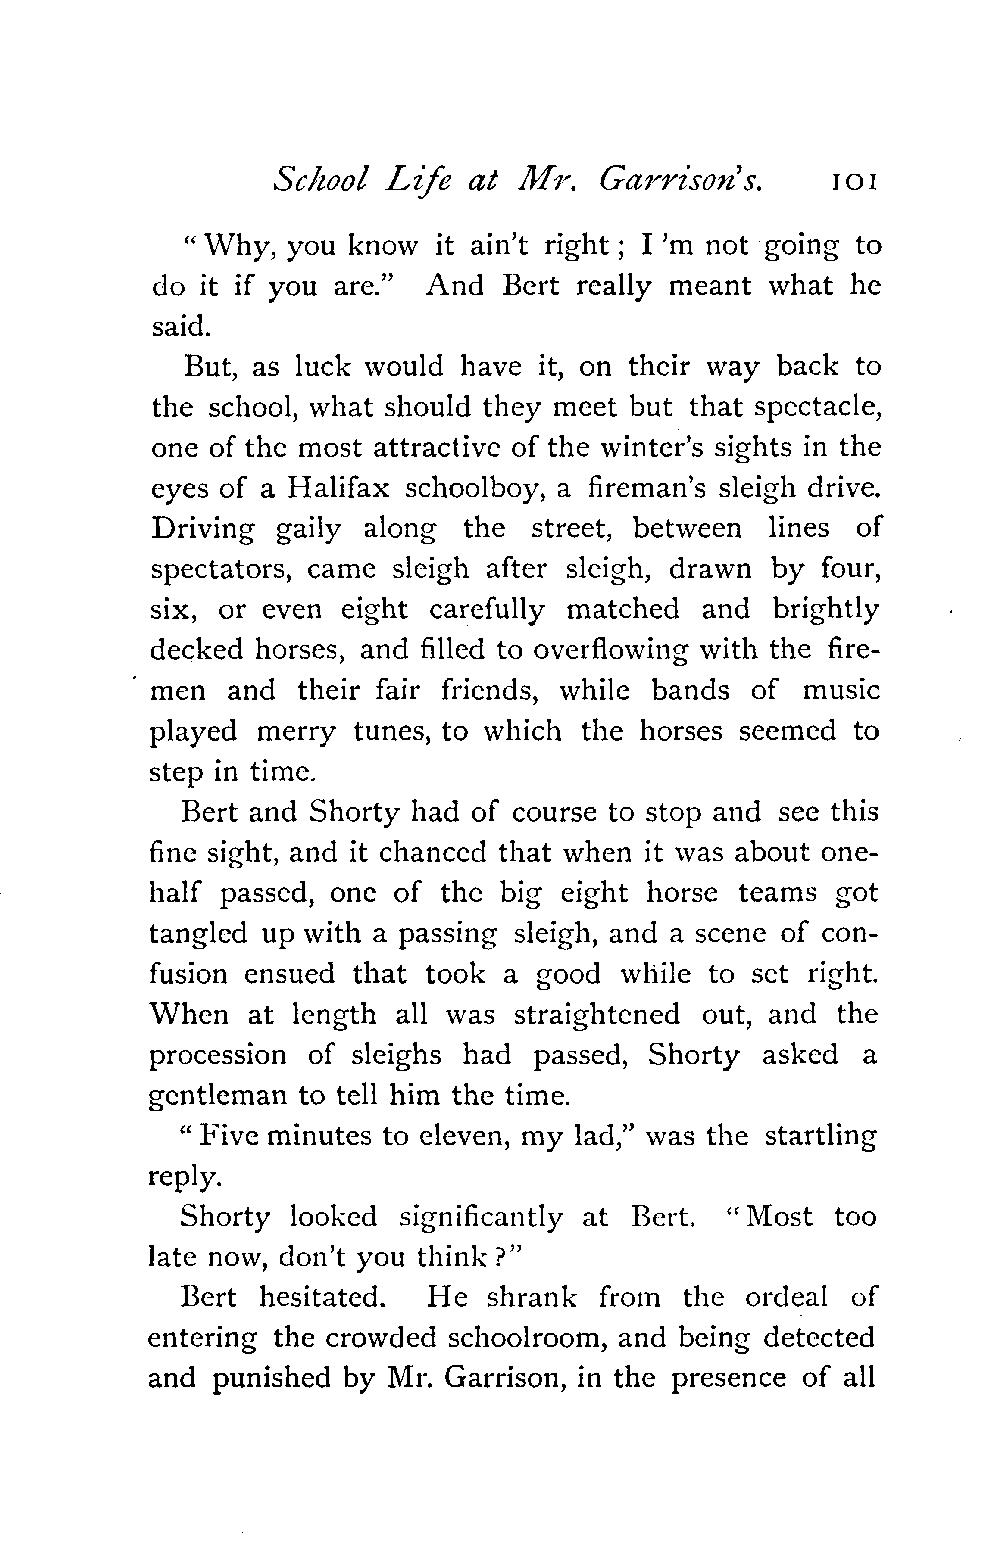 School Life at Mr. Garrison's. 101
“ Why, you know it ain't right ; I 'm not going to
do it if you are.” And Bert really meant what he
said.
But, as luck would have it, on their way back to
the school, what should they meet but that spectacle,
one of the most attractive of the winter's sights in the
eyes of a Halifax schoolboy, a fireman's sleigh drive.
Driving gaily along the street, between lines of
spectators, came sleigh after sleigh, drawn by four,
six, or even eight carefully matched and brightly
decked horses, and filled to overflowing with the fire-
men and their fair friends, while bands of music
played merry tunes, to which the horses seemed to
step in time.
Bert and Shorty had of course to stop and see this
fine sight, and it chanced that when it was about one-
half passed, one of the big eight horse teams got
tangled up with a passing sleigh, and a scene of con-
fusion ensued that took a good while to set right.
When at length all was straightened out, and the
procession of sleighs had passed, Shorty asked a
gentleman to tell him the time.
“ Five minutes to eleven, my lad,” was the startling
reply.
Shorty looked significantly at Bert. “ Most too
late now, don't you think ?”
Bert hesitated. He shrank from the ordeal of
entering the crowded schoolroom, and being detected
and punished by Mr. Garrison, in the presence of all